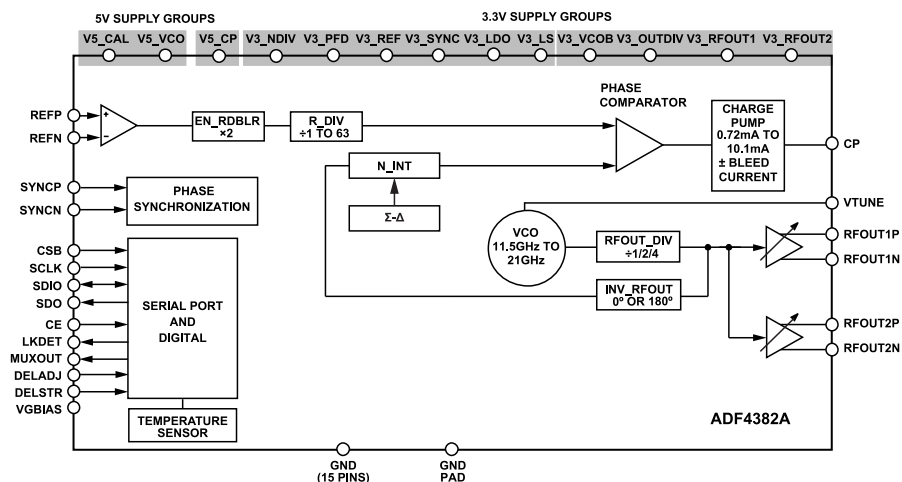 5V SUPPLY GROUPS
3.3V SUPPLY GROUPS
V5_CAL V5_VCO V5_CP V3_NDIV V3_PFD V3_REF V3_SYNC V3_LDO V3_LS V3_VCOB V3_OUTDIV V3_RFOUT1 V3_RFOUT2
REFP
REFN
+
−
EN_RDBLR
×2
R_DIV
÷1 TO 63
PHASE
COMPARATOR
CHARGE
PUMP
0.72mA TO
10.1mA
± BLEED
CURRENT
CP
N_INT
Σ-Δ
SYNCP
SYNCN
PHASE
SYNCHRONIZATION
VTUNE
VCO
11.5GHz TO
21GHz
RFOUT_DIV
÷1/2/4
INV_RFOUT
0º OR 180º
RFOUT1P
RFOUT1N
RFOUT2P
RFOUT2N
CSB
SCLK
SDIO
SDO
CE
LKDET
MUXOUT
DELADJ
DELSTR
VGBIAS
SERIAL PORT
AND
DIGITAL
TEMPERATURE
SENSOR
ADF4382A
GND
(15 PINS)
GND
PAD